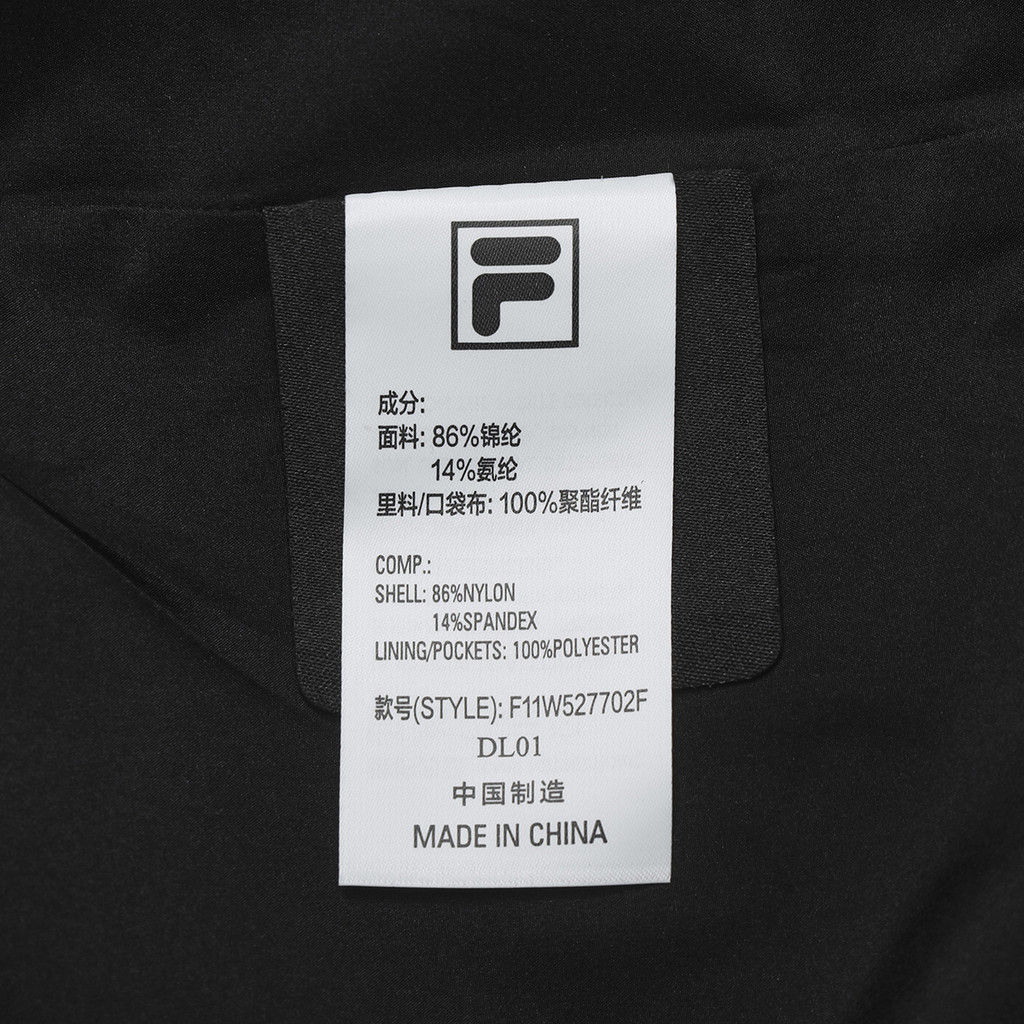 F
成分:
面料: 86%锦纶
14%氨纶
里料/口袋布: 100%聚酯纤维
COMP.:
SHELL: 86%NYLON
14%SPANDEX
LINING/POCKETS: 100%POLYESTER
款号(STYLE): F11W527702F
DL01
中国制造
MADE IN CHINA